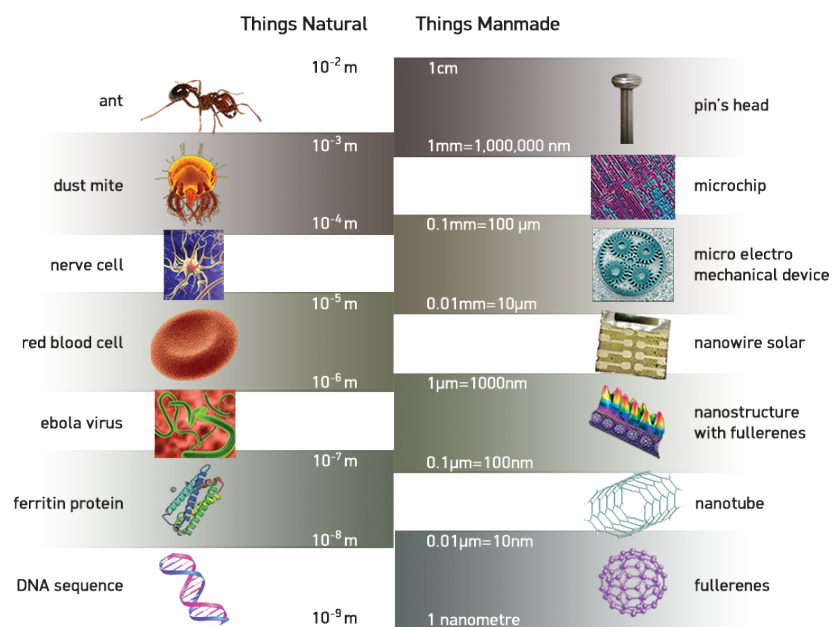 Things Natural
Things Manmade
10⁻² m
1cm
ant
pin's head
10⁻³ m
1mm=1,000,000 nm
dust mite
microchip
10⁻⁴ m
0.1mm=100 µm
nerve cell
micro electro
mechanical device
10⁻⁵ m
0.01mm=10µm
red blood cell
nanowire solar
10⁻⁶ m
1µm=1000nm
ebola virus
nanostructure
with fullerenes
10⁻⁷ m
0.1µm=100nm
ferritin protein
nanotube
10⁻⁸ m
0.01µm=10nm
DNA sequence
fullerenes
10⁻⁹ m
1 nanometre